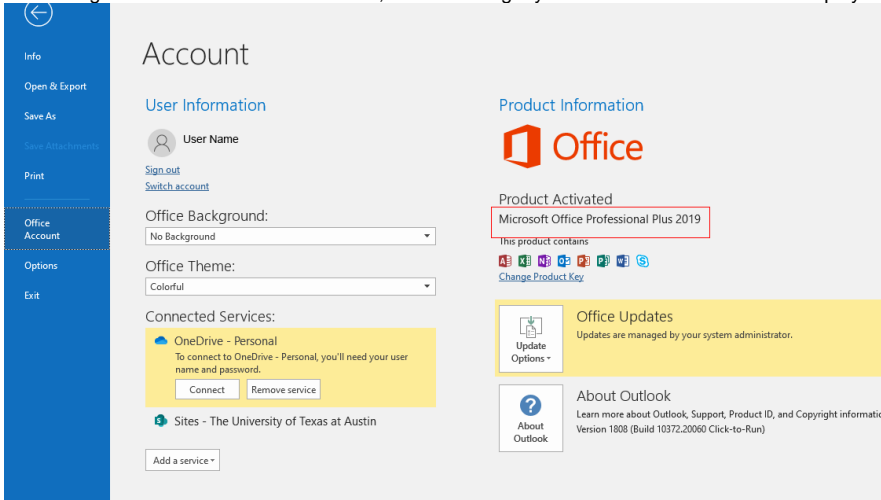 Info
Open & Export
Save As
Save Attachments
Print
Office
Account
Options
Exit
Account
User Information
User Name
Sign out
Switch account
Office Background:
No Background
Office Theme:
Colorful
Connected Services:
OneDrive - Personal
To connect to OneDrive - Personal, you'll need your user
name and password.
Connect
Remove service
Sites - The University of Texas at Austin
Add a service
Product Information
Office
Product Activated
Microsoft Office Professional Plus 2019
This product contains
Change Product Key
Update
Options
Office Updates
Updates are managed by your system administrator.
About
Outlook
About Outlook
Learn more about Outlook, Support, Product ID, and Copyright informatio
Version 1808 (Build 10372.20060 Click-to-Run)